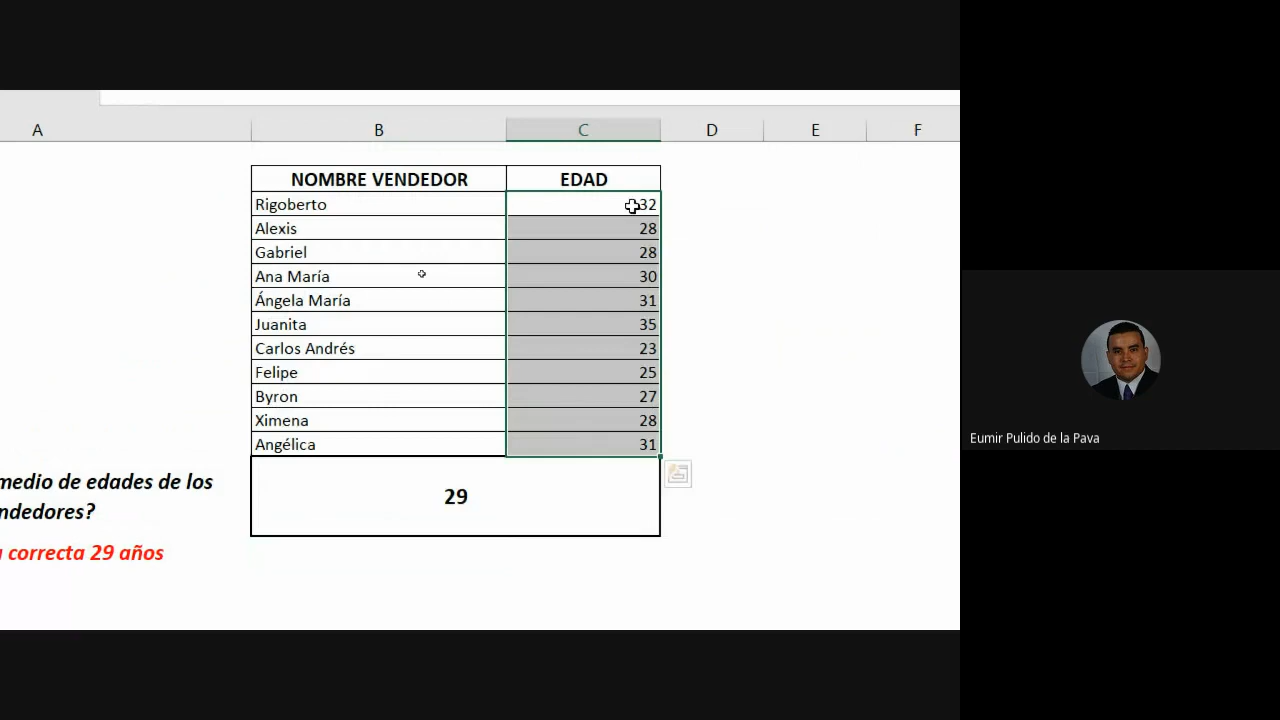 A B C D E F
NOMBRE VENDEDOR EDAD
Rigoberto 32
Alexis 28
Gabriel 28
Ana María 30
Ángela María 31
Juanita 35
Carlos Andrés 23
Felipe 25
Byron 27
Ximena 28
Angélica 31
medio de edades de los
ndedores?
29
a correcta 29 años
Eumir Pulido de la Pava